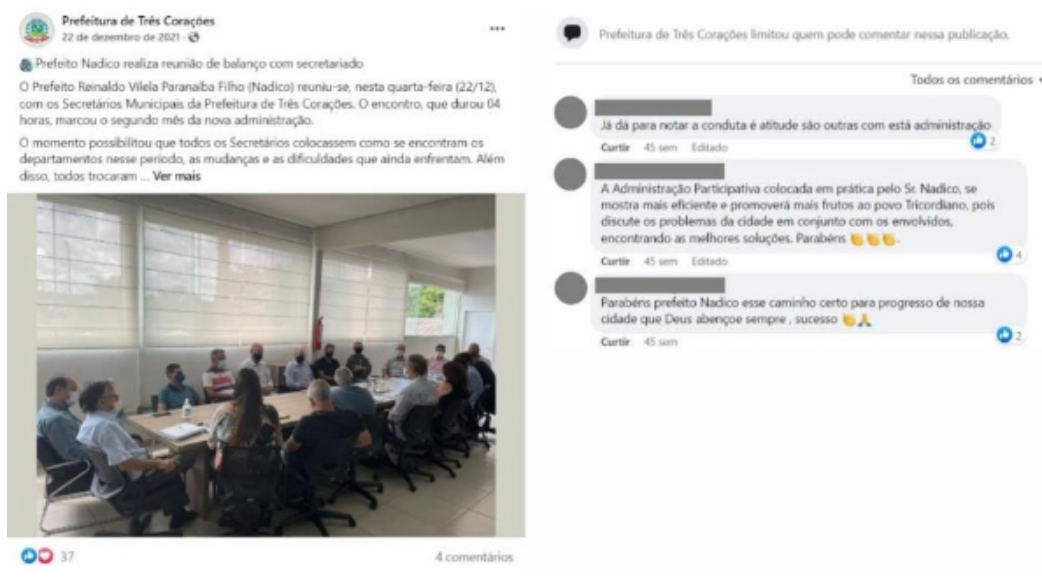 Prefeitura de Três Corações
22 de dezembro de 2021 ·
Prefeito Nadico realiza reunião de balanço com secretariado
O Prefeito Reinaldo Vilela Paranaíba Filho (Nadico) reuniu-se, nesta quarta-feira (22/12),
com os Secretários Municipais da Prefeitura de Três Corações. O encontro, que durou 04
horas, marcou o segundo mês da nova administração.
O momento possibilitou que todos os Secretários colocassem como se encontram os
departamentos nesse período, as mudanças e as dificuldades que ainda enfrentam. Além
disso, todos trocaram ... Ver mais
37
4 comentários
Prefeitura de Três Corações limitou quem pode comentar nessa publicação.
Todos os comentários
Já dá para notar a conduta é atitude são outras com está administração
2
Curtir 45 sem Editado
A Administração Participativa colocada em prática pelo Sr. Nadico, se
mostra mais eficiente e promoverá mais frutos ao povo Tricordiano, pois
discute os problemas da cidade em conjunto com os envolvidos,
encontrando as melhores soluções. Parabéns 👏👏👏.
4
Curtir 45 sem Editado
Parabéns prefeito Nadico esse caminho certo para progresso de nossa
cidade que Deus abençoe sempre , sucesso 👏🙏
2
Curtir 45 sem